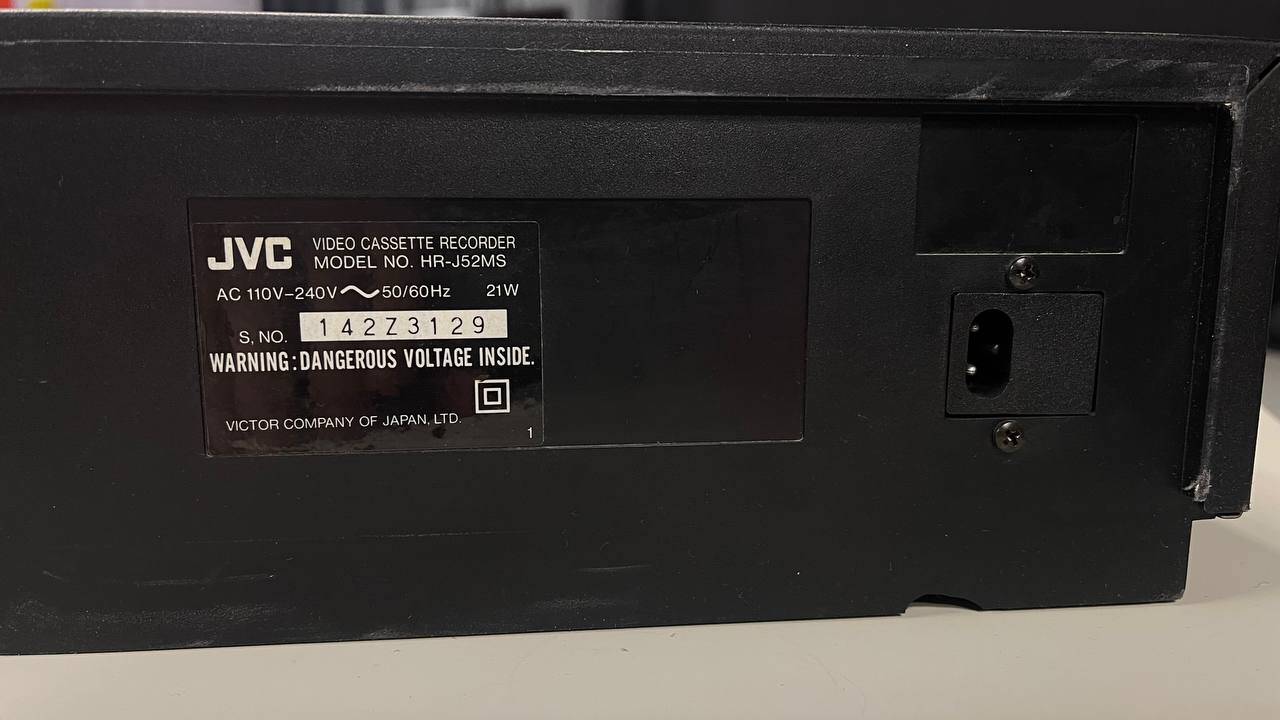 JVC VIDEO CASSETTE RECORDER
MODEL NO. HR-J52MS
AC 110V–240V～50/60Hz 21W
S, NO. 142Z3129
WARNING:DANGEROUS VOLTAGE INSIDE.
VICTOR COMPANY OF JAPAN, LTD.
1